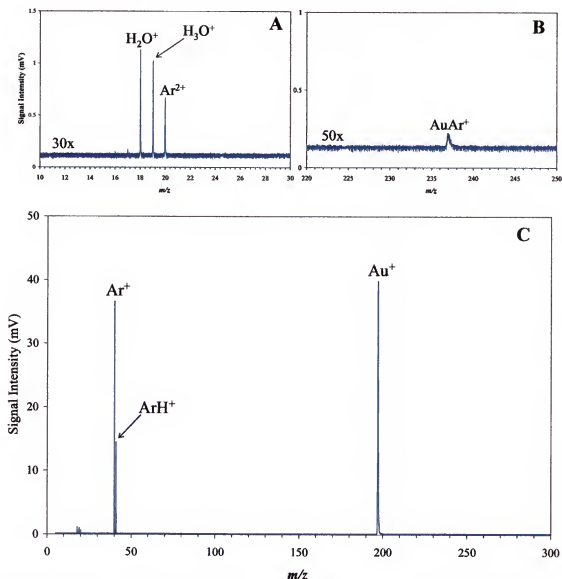 A
H₂O⁺
H₃O⁺
Ar²⁺
30x
Signal Intensity (mV)
1.5
1
0.5
0
10 12 14 16 18 20 22 24 26 28 30
m/z
B
AuAr⁺
50x
1
0.5
0
220 225 230 235 240 245 250
m/z
C
Ar⁺
ArH⁺
Au⁺
Signal Intensity (mV)
50
40
30
20
10
0
0 50 100 150 200 250 300
m/z